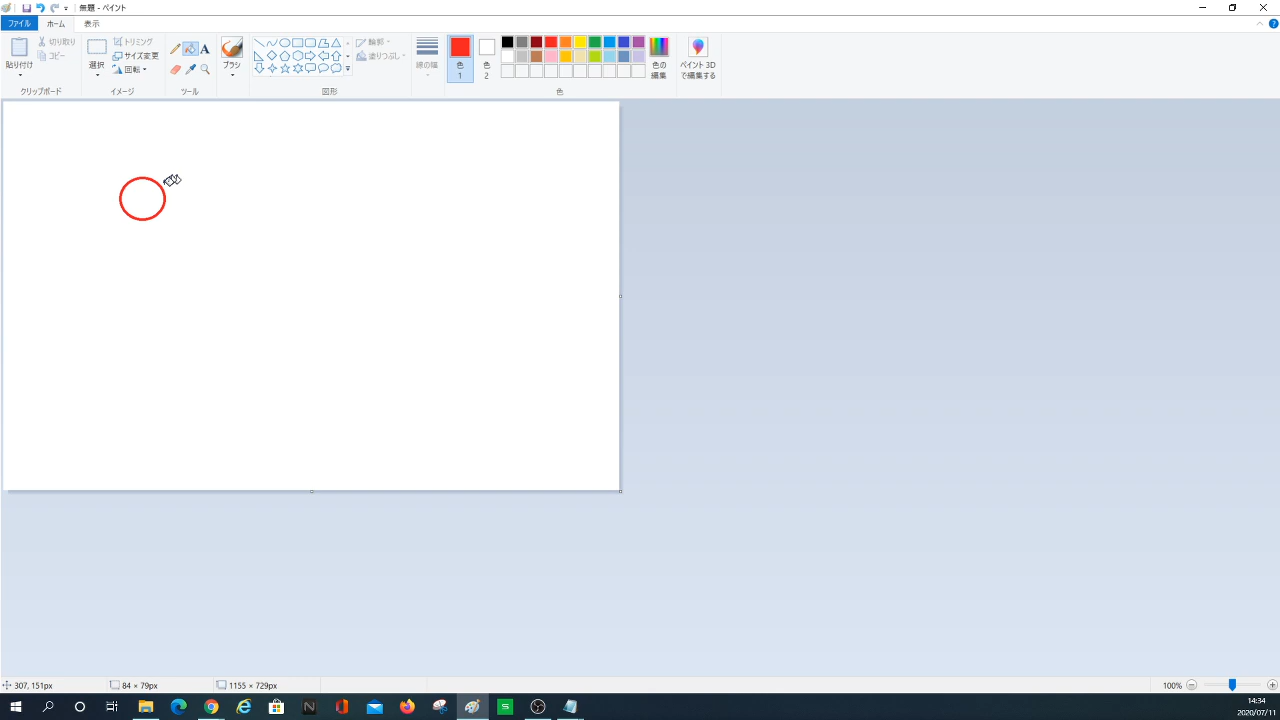 無題 - ペイント
ファイル ホーム 表示
貼り付け
切り取り
コピー
クリップボード
選択
トリミング
サイズ変更
回転
イメージ
A
ツール
ブラシ
輪郭
塗りつぶし
図形
線の幅
色
1
色
2
色の
編集
色
ペイント 3D
で編集する
307, 151px
84 × 79px
1155 × 729px
100%
14:34
2020/07/11